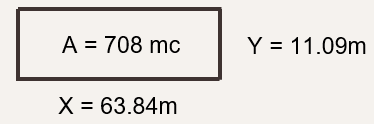 A = 708 mc
Y = 11.09m
X = 63.84m